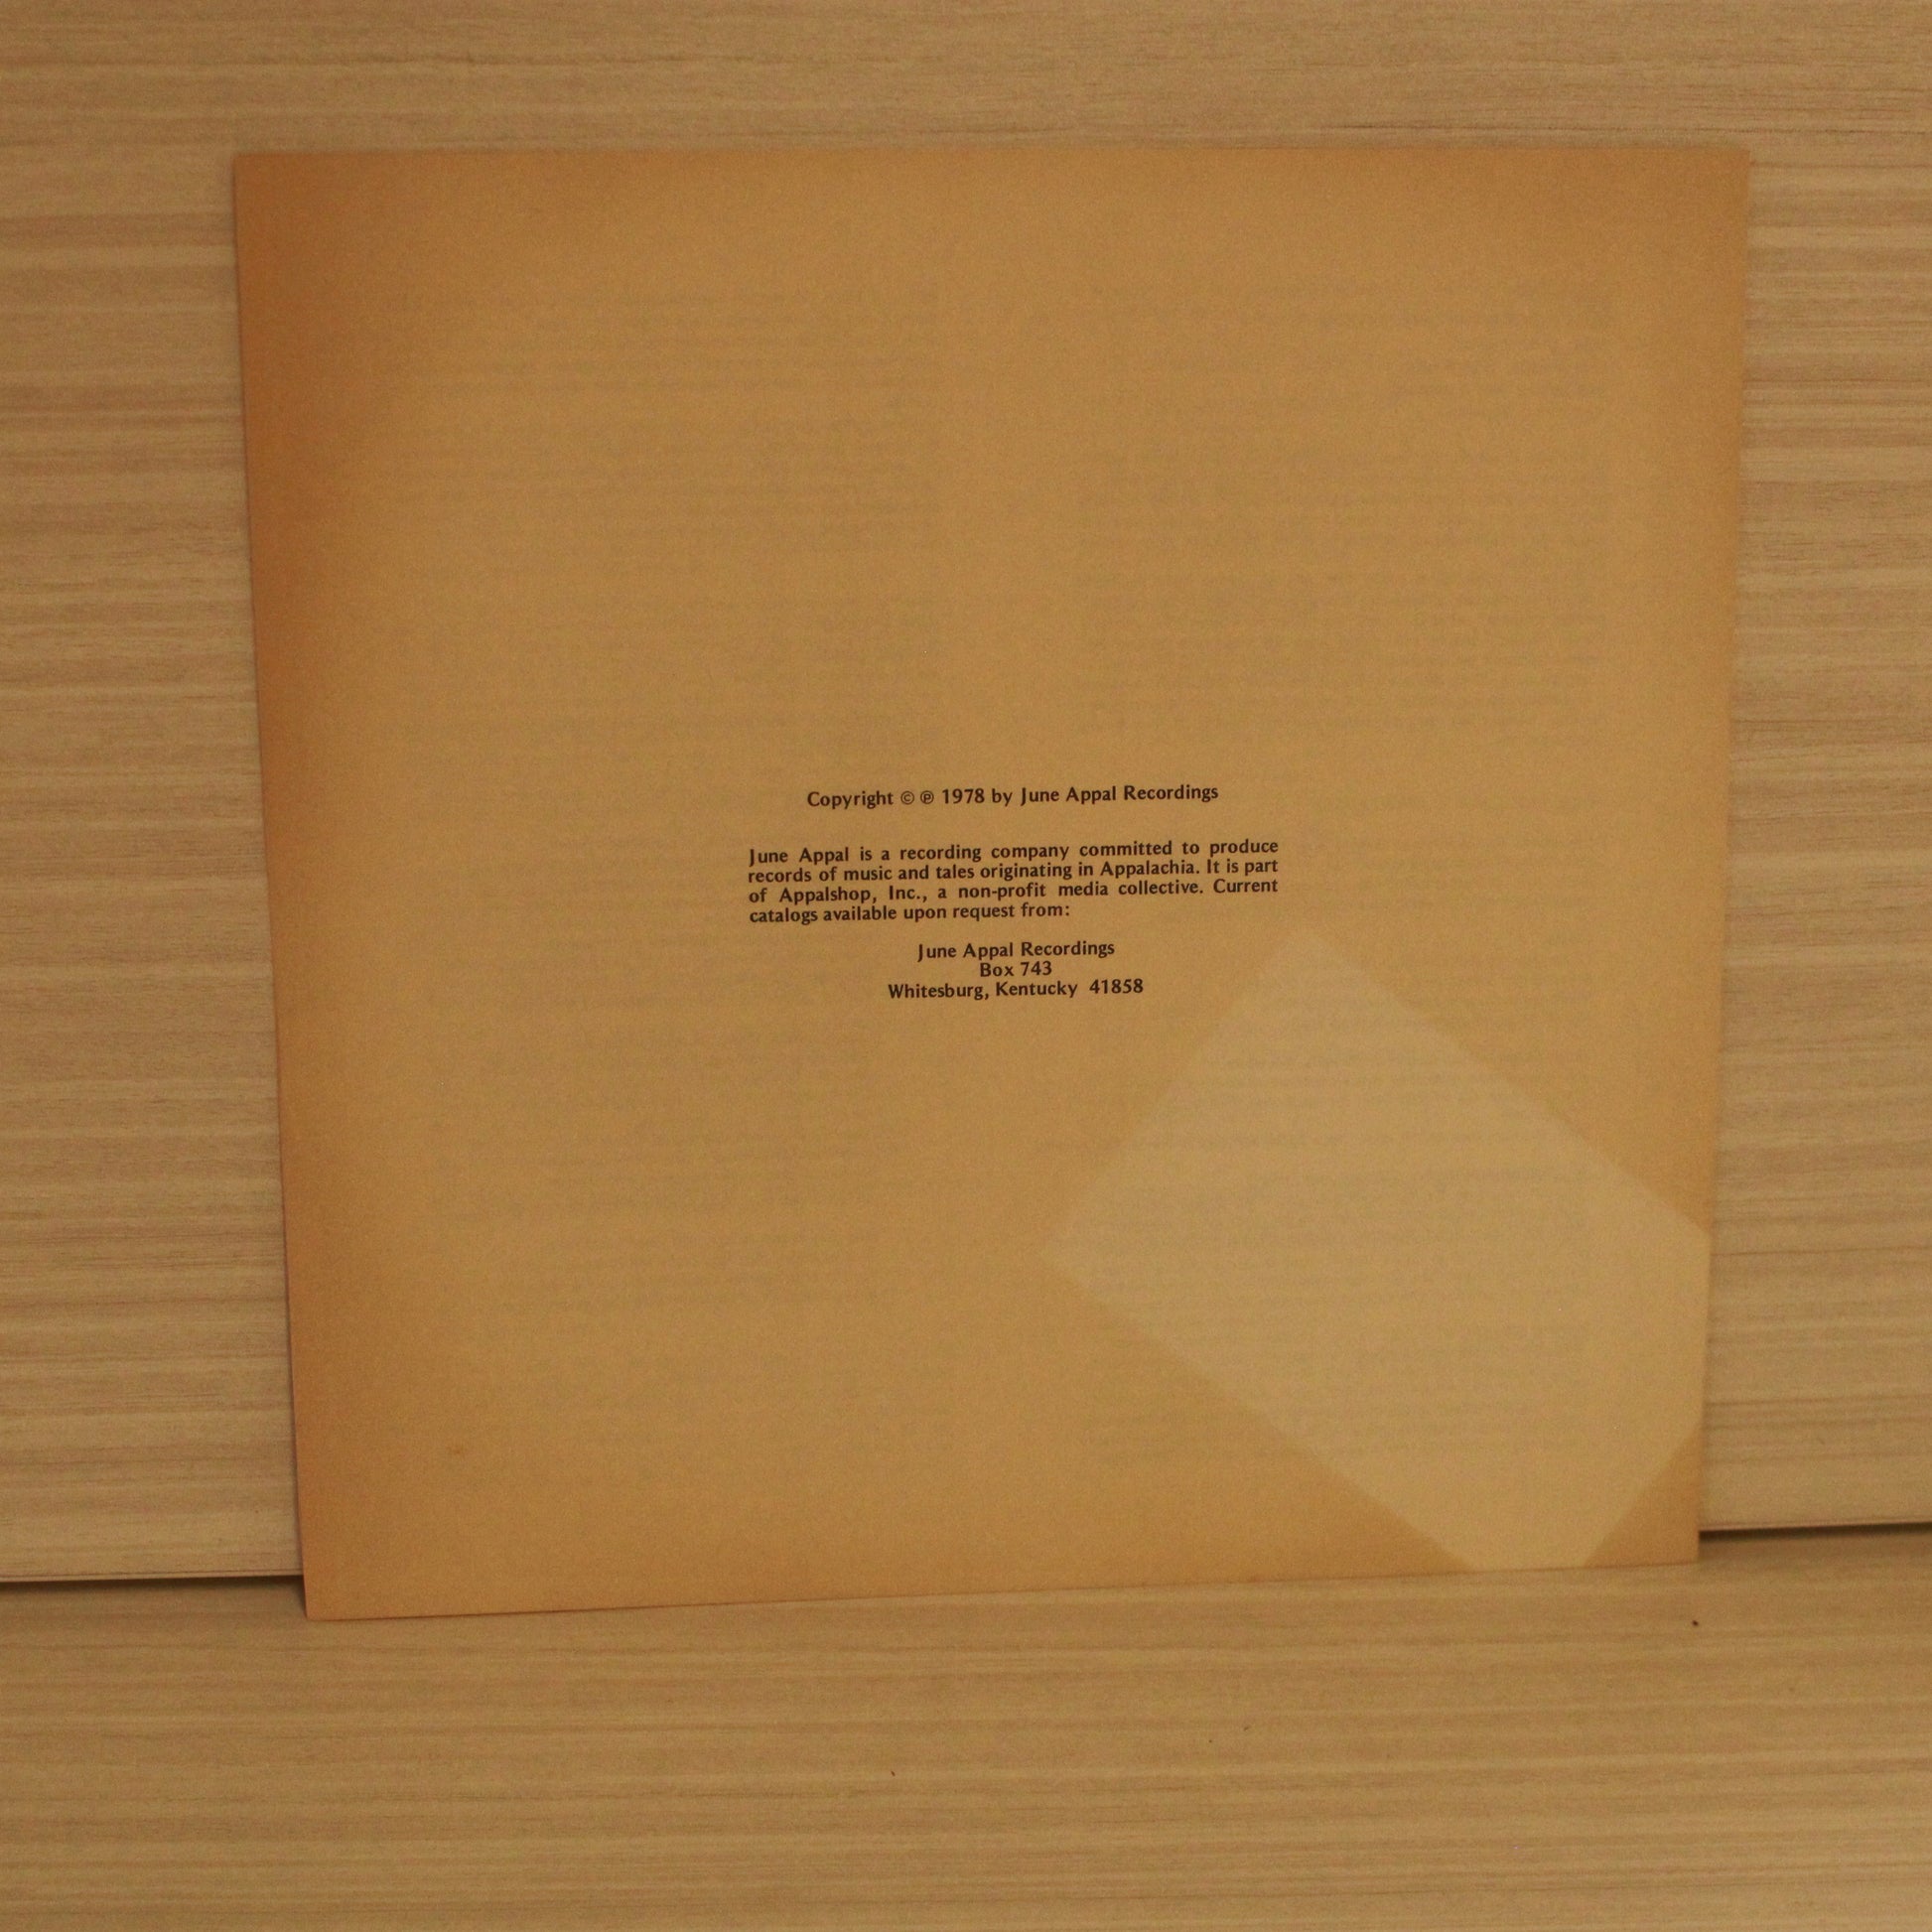 Copyright © ℗ 1978 by June Appal Recordings
June Appal is a recording company committed to produce
records of music and tales originating in Appalachia. It is part
of Appalshop, Inc., a non-profit media collective. Current
catalogs available upon request from:
June Appal Recordings
Box 743
Whitesburg, Kentucky 41858